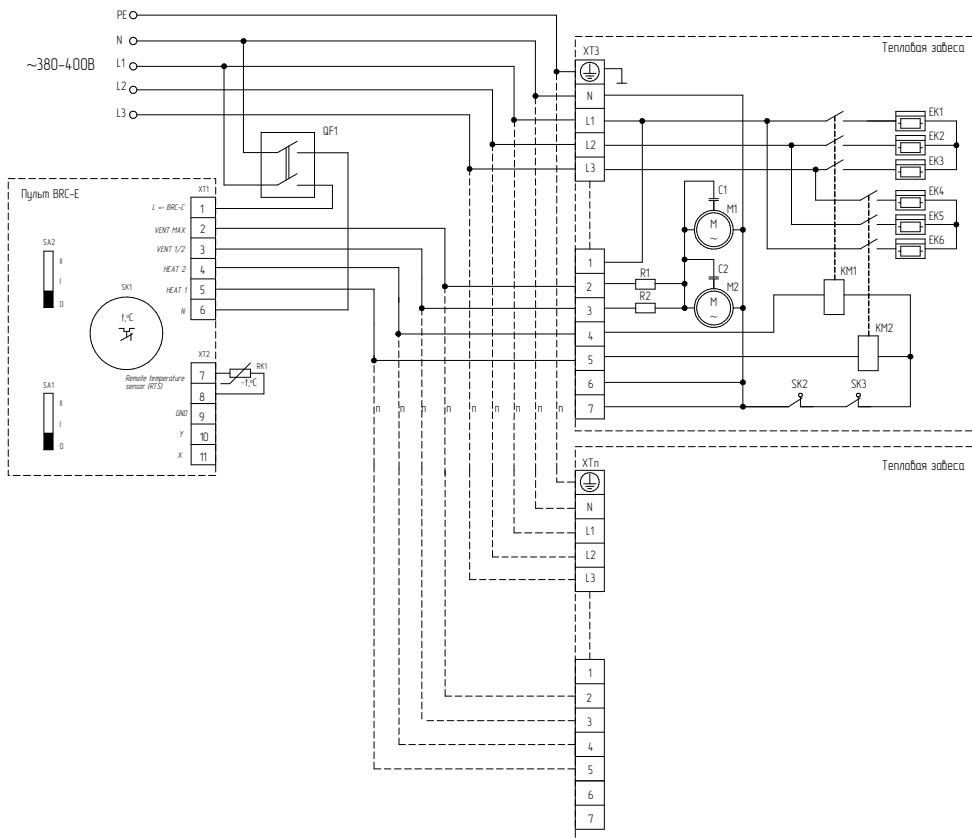 PE
N
L1
L2
L3
~380-400В
QF1
Пульт BRC-E
XT1
L ← BRC-C
1
VENT MAX
2
VENT 1/2
3
HEAT 2
4
HEAT 1
5
N
6
SA2
II
I
0
SK1
t,°C
XT2
7
Remote temperature
sensor (RTS)
8
GND
9
Y
10
X
11
RK1
-t,°C
SA1
II
I
0
n n n n n n n n n
Тепловая завеса
XT3
N
L1
L2
L3
1
2
3
4
5
6
7
EK1
EK2
EK3
EK4
EK5
EK6
C1
M1
M
~
C2
M2
M
~
R1
R2
KM1
KM2
SK2
SK3
Тепловая завеса
XTn
N
L1
L2
L3
1
2
3
4
5
6
7